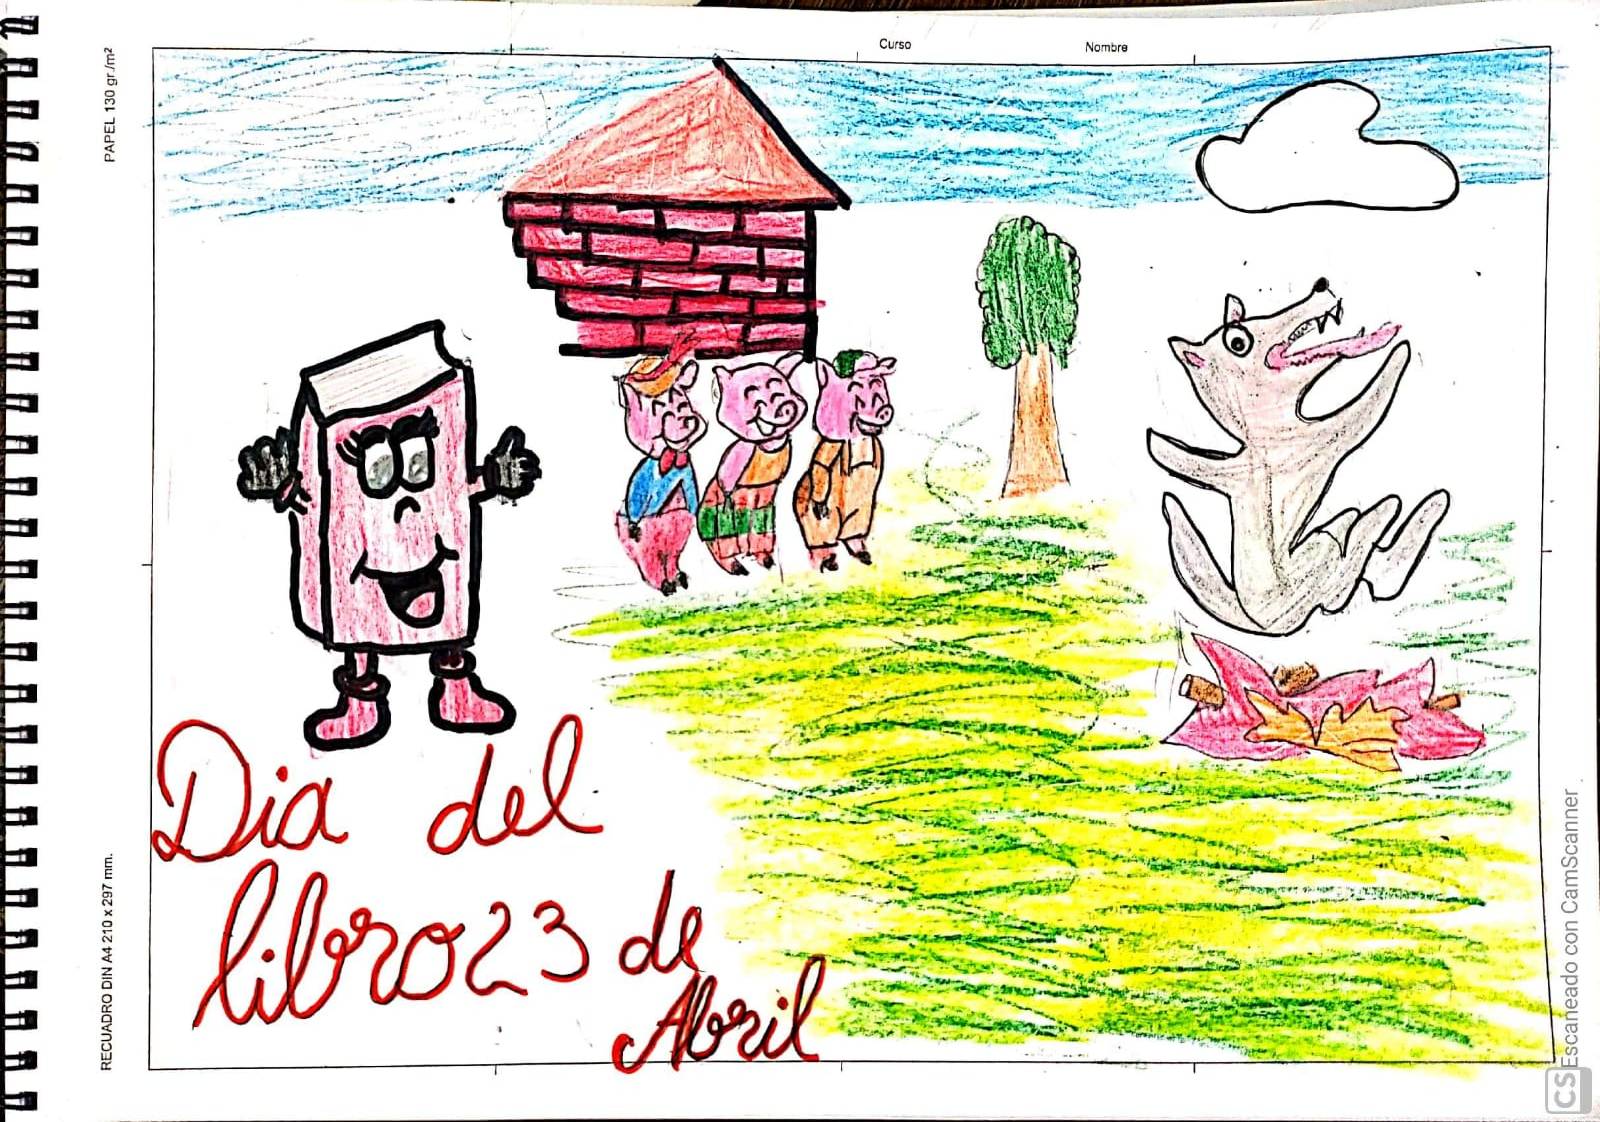 Curso
Nombre
PAPEL 130 gr./m²
RECUADRO DIN A4 210 x 297 mm.
Dia del
libro 23 de
Abril
Escaneado con CamScanner
CS